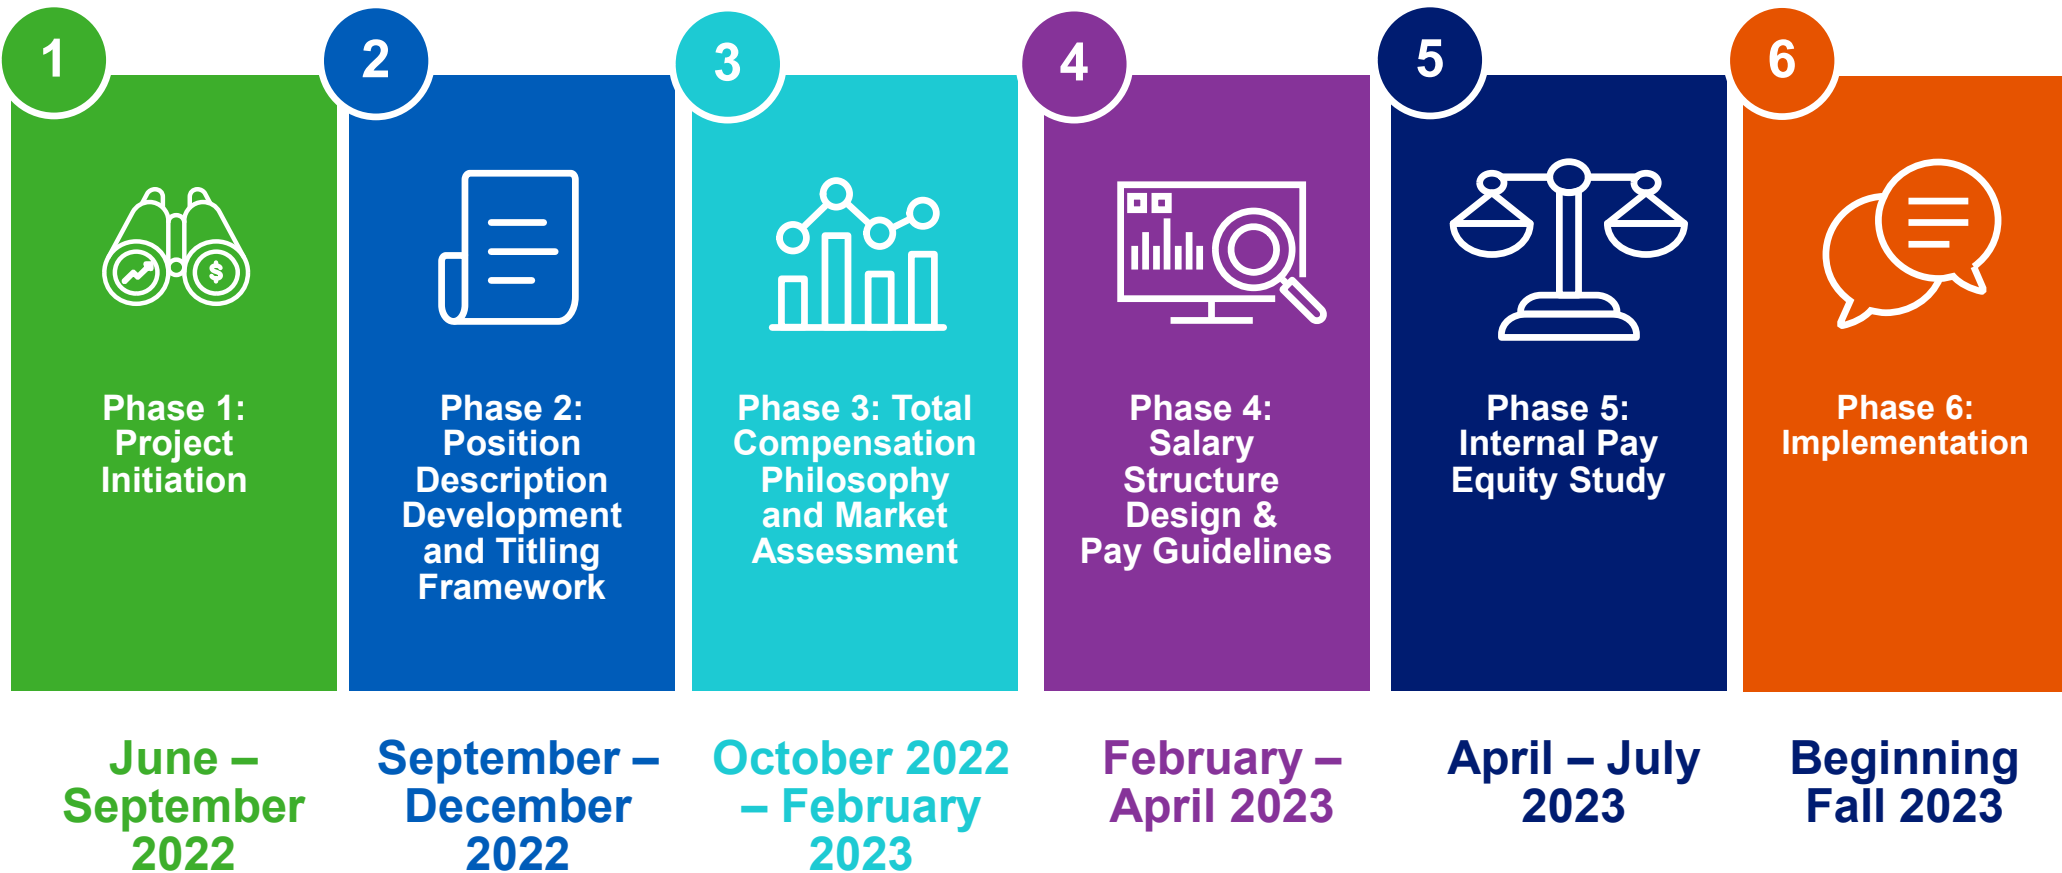 1
Phase 1:
Project
Initiation
June –
September
2022
2
Phase 2:
Position
Description
Development
and Titling
Framework
September –
December
2022
3
Phase 3: Total
Compensation
Philosophy
and Market
Assessment
October 2022
– February
2023
4
Phase 4:
Salary
Structure
Design &
Pay Guidelines
February –
April 2023
5
Phase 5:
Internal Pay
Equity Study
April – July
2023
6
Phase 6:
Implementation
Beginning
Fall 2023
$